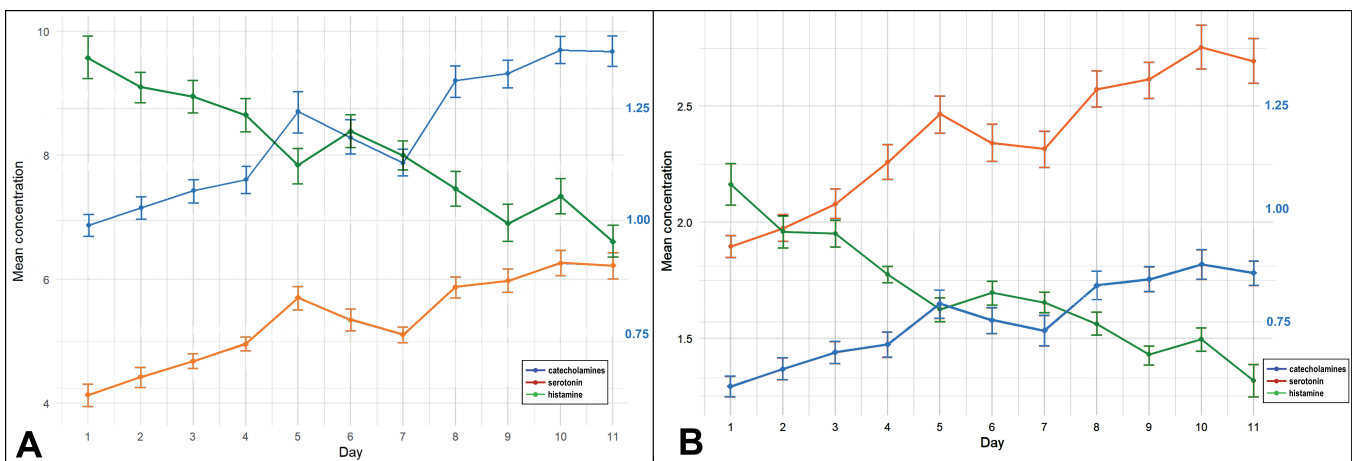 10
8
6
4
Mean concentration
1.25
1.00
0.75
catecholamines
serotonin
histamine
1 2 3 4 5 6 7 8 9 10 11
Day
A
2.5
2.0
1.5
Mean concentration
1.25
1.00
0.75
catecholamines
serotonin
histamine
1 2 3 4 5 6 7 8 9 10 11
Day
B